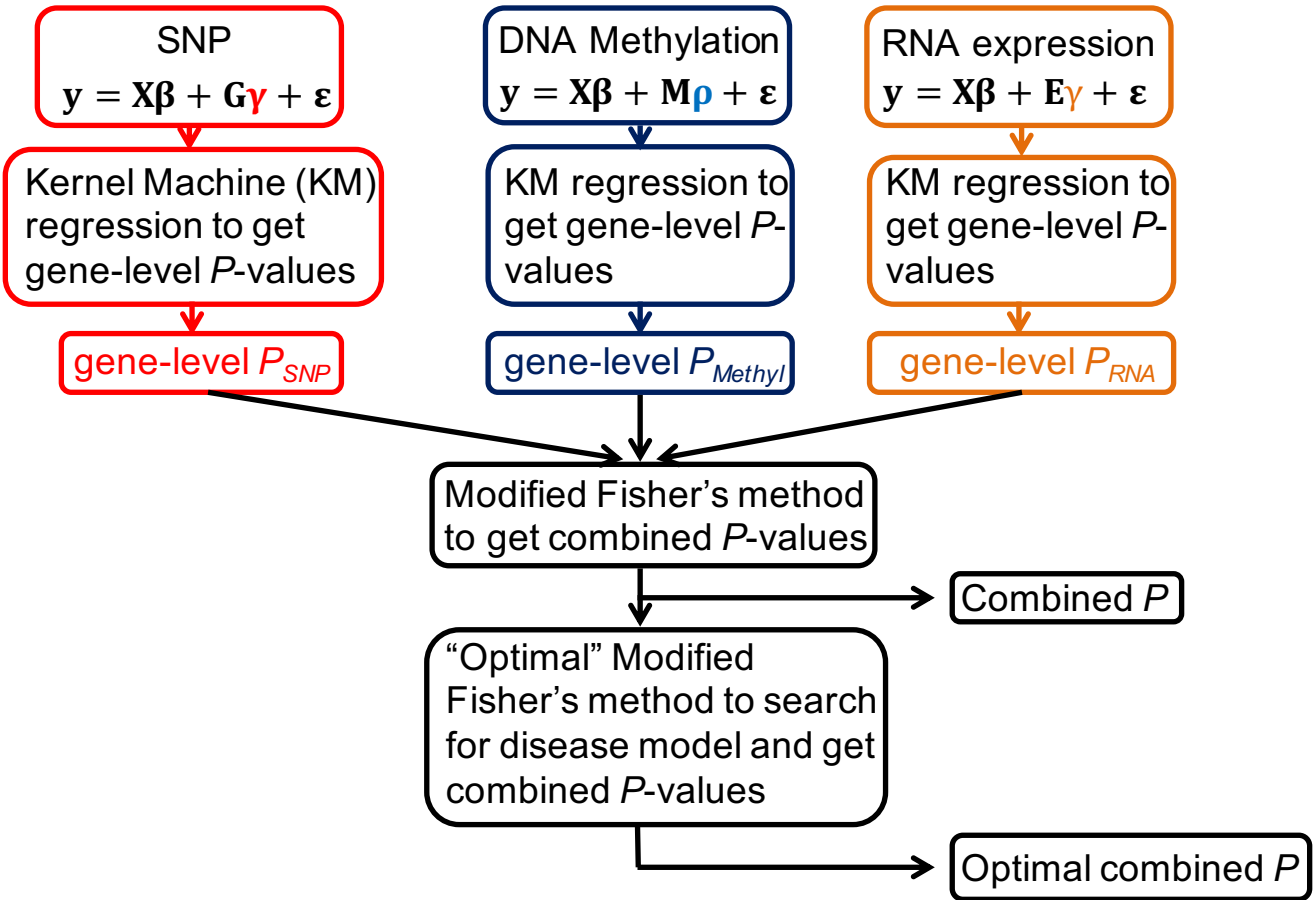 SNP
y = Xβ + Gγ + ε
DNA Methylation
y = Xβ + Mρ + ε
RNA expression
y = Xβ + Eγ + ε
Kernel Machine (KM)
regression to get
gene-level P-values
KM regression to
get gene-level P-
values
KM regression to
get gene-level P-
values
gene-level P_SNP
gene-level P_Methyl
gene-level P_RNA
Modified Fisher’s method
to get combined P-values
Combined P
“Optimal” Modified
Fisher’s method to search
for disease model and get
combined P-values
Optimal combined P